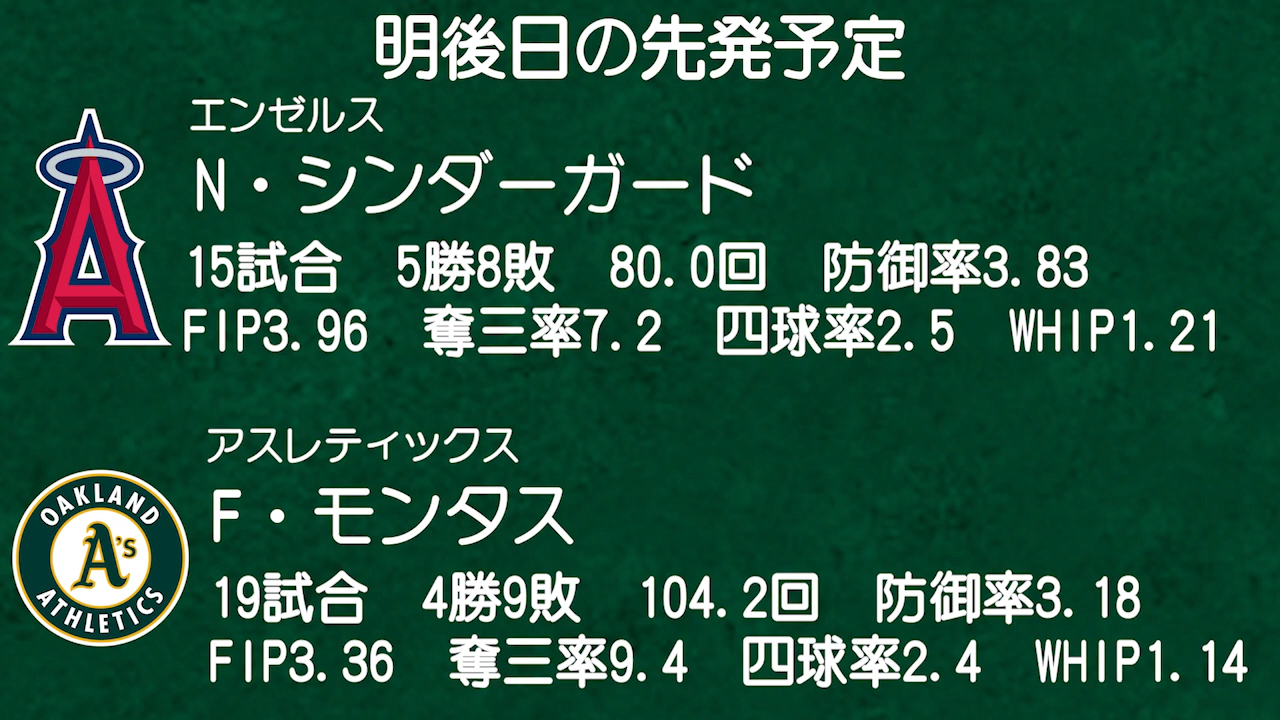 明後日の先発予定
エンゼルス
N・シンダーガード
15試合 5勝8敗 80.0回 防御率3.83
FIP3.96 奪三率7.2 四球率2.5 WHIP1.21
アスレティックス
F・モンタス
19試合 4勝9敗 104.2回 防御率3.18
FIP3.36 奪三率9.4 四球率2.4 WHIP1.14
A
OAKLAND
A's
ATHLETICS